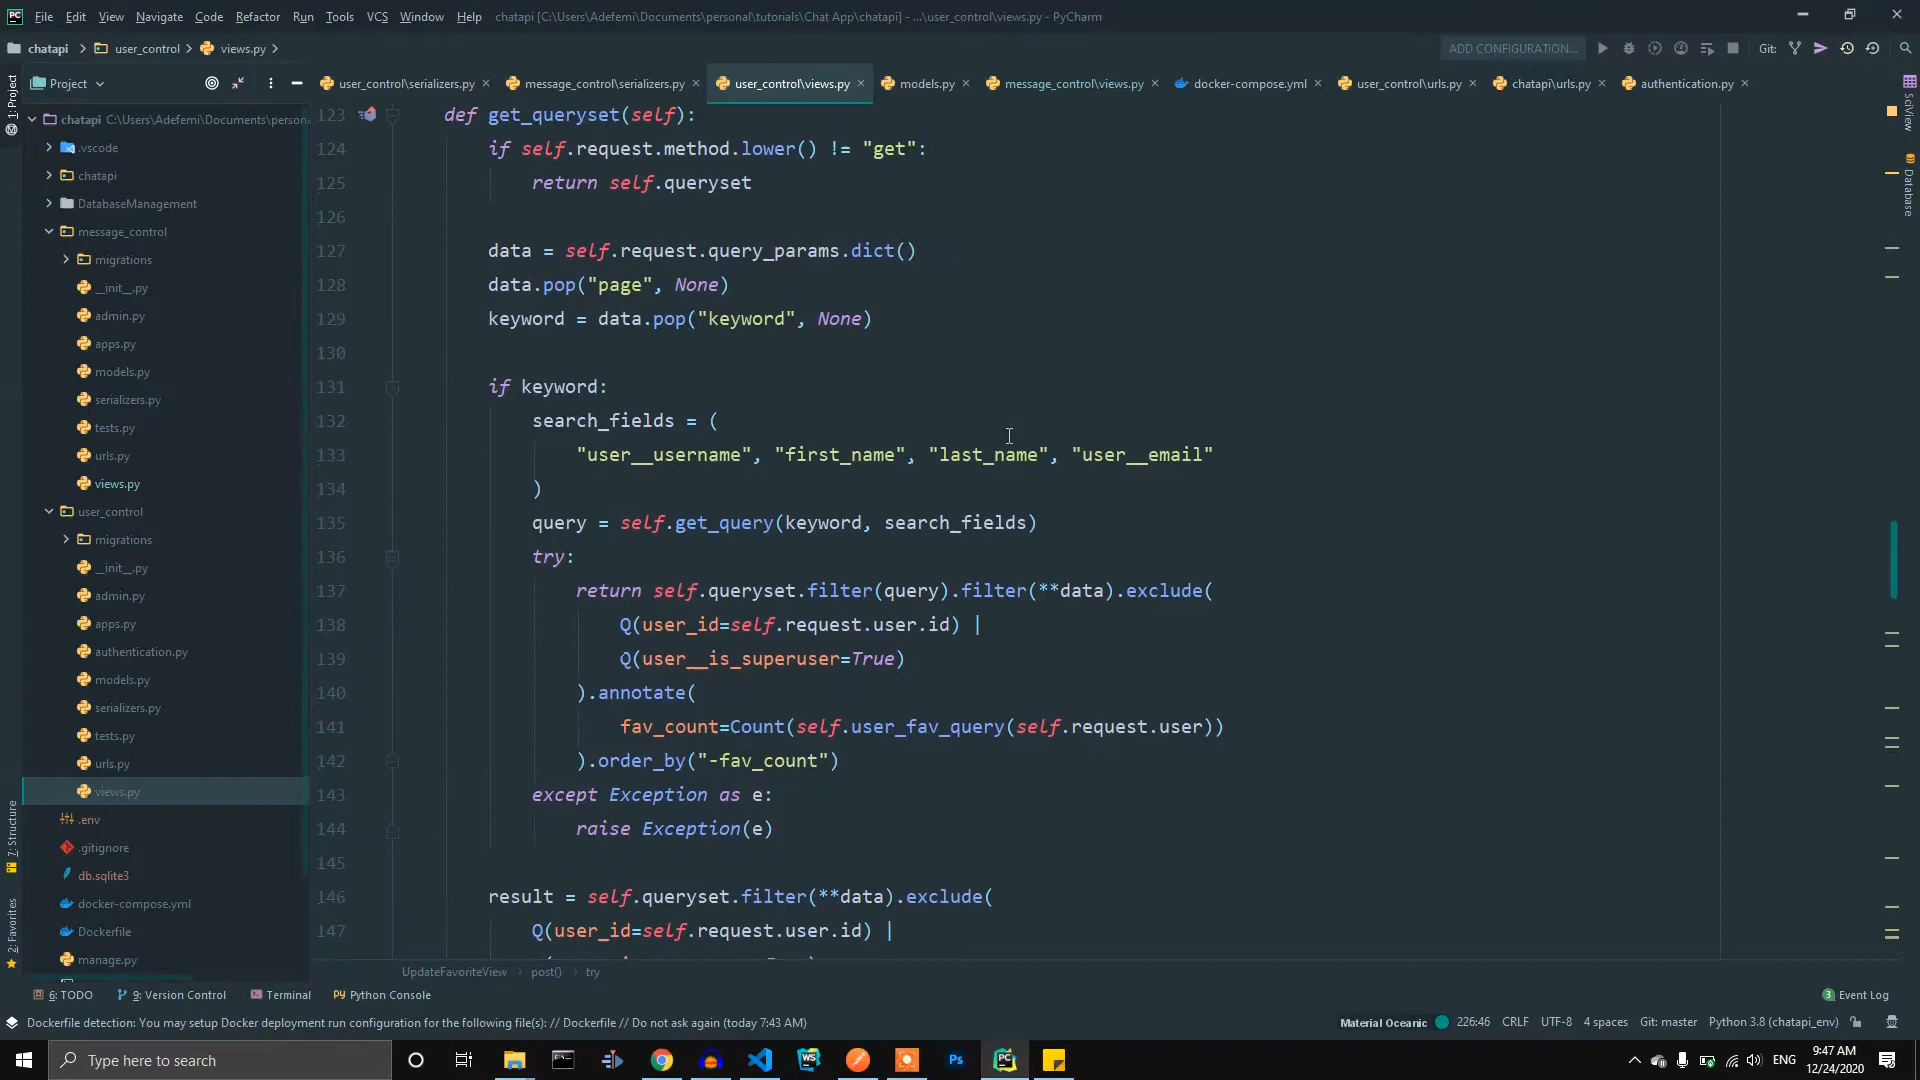 File Edit View Navigate Code Refactor Run Tools VCS Window Help chatapi [C:\Users\Adefemi\Documents\personal\tutorials\Chat App\chatapi] - ...\user_control\views.py - PyCharm
chatapi user_control views.py ADD CONFIGURATION... Git:
Project user_control\serializers.py message_control\serializers.py user_control\views.py models.py message_control\views.py docker-compose.yml user_control\urls.py chatapi\urls.py authentication.py
1: Project
SciView
Database
7: Structure
2: Favorites
chatapi C:\Users\Adefemi\Documents\persona
.vscode
chatapi
DatabaseManagement
message_control
migrations
__init__.py
admin.py
apps.py
models.py
serializers.py
tests.py
urls.py
views.py
user_control
migrations
__init__.py
admin.py
apps.py
authentication.py
models.py
serializers.py
tests.py
urls.py
views.py
.env
.gitignore
db.sqlite3
docker-compose.yml
Dockerfile
manage.py
123 def get_queryset(self):
124 if self.request.method.lower() != "get":
125 return self.queryset
126
127 data = self.request.query_params.dict()
128 data.pop("page", None)
129 keyword = data.pop("keyword", None)
130
131 if keyword:
132 search_fields = (
133 "user__username", "first_name", "last_name", "user__email"
134 )
135 query = self.get_query(keyword, search_fields)
136 try:
137 return self.queryset.filter(query).filter(**data).exclude(
138 Q(user_id=self.request.user.id) |
139 Q(user__is_superuser=True)
140 ).annotate(
141 fav_count=Count(self.user_fav_query(self.request.user))
142 ).order_by("-fav_count")
143 except Exception as e:
144 raise Exception(e)
145
146 result = self.queryset.filter(**data).exclude(
147 Q(user_id=self.request.user.id) |
UpdateFavoriteView post() try
6: TODO 9: Version Control Terminal Python Console 3 Event Log
Dockerfile detection: You may setup Docker deployment run configuration for the following file(s): // Dockerfile // Do not ask again (today 7:43 AM) Material Oceanic 226:46 CRLF UTF-8 4 spaces Git: master Python 3.8 (chatapi_env)
Type here to search ENG 9:47 AM
12/24/2020